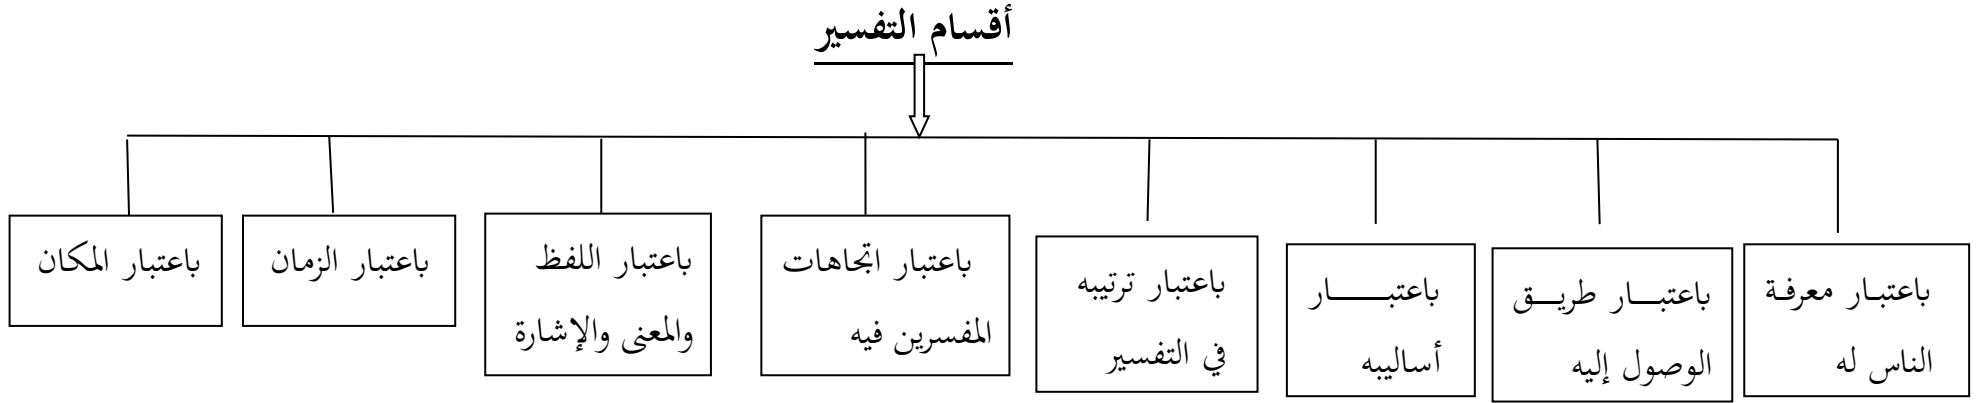 أقسام التفسير
باعتبار معرفة
الناس له
باعتبار طريق
الوصول إليه
باعتبار
أساليبه
باعتبار ترتيبه
في التفسير
باعتبار اتجاهات
المفسرين فيه
باعتبار اللفظ
والمعنى والإشارة
باعتبار الزمان
باعتبار المكان